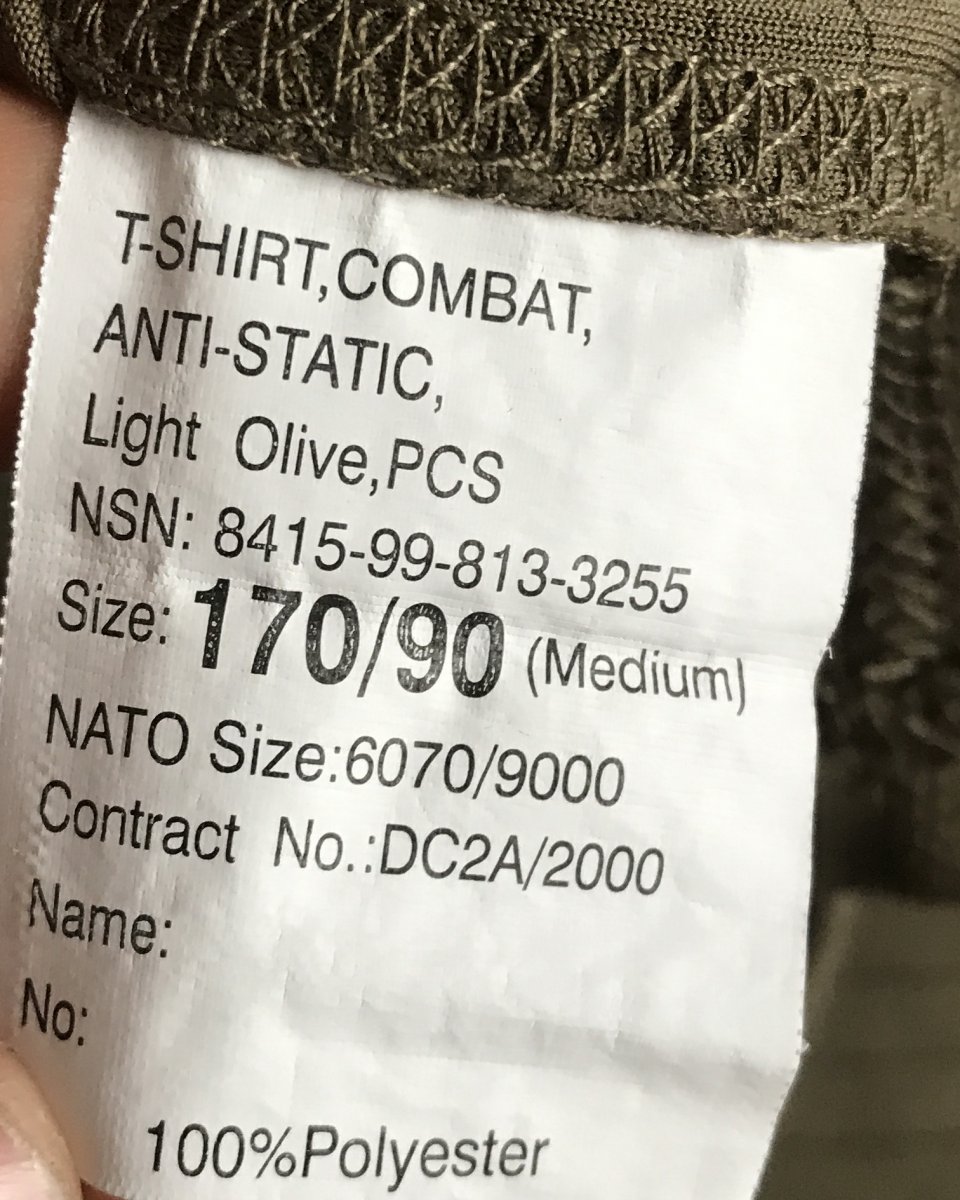 T-SHIRT,COMBAT,
ANTI-STATIC,
Light Olive,PCS
NSN: 8415-99-813-3255
Size: 170/90 (Medium)
NATO Size:6070/9000
Contract No.:DC2A/2000
Name:
No:
100%Polyester